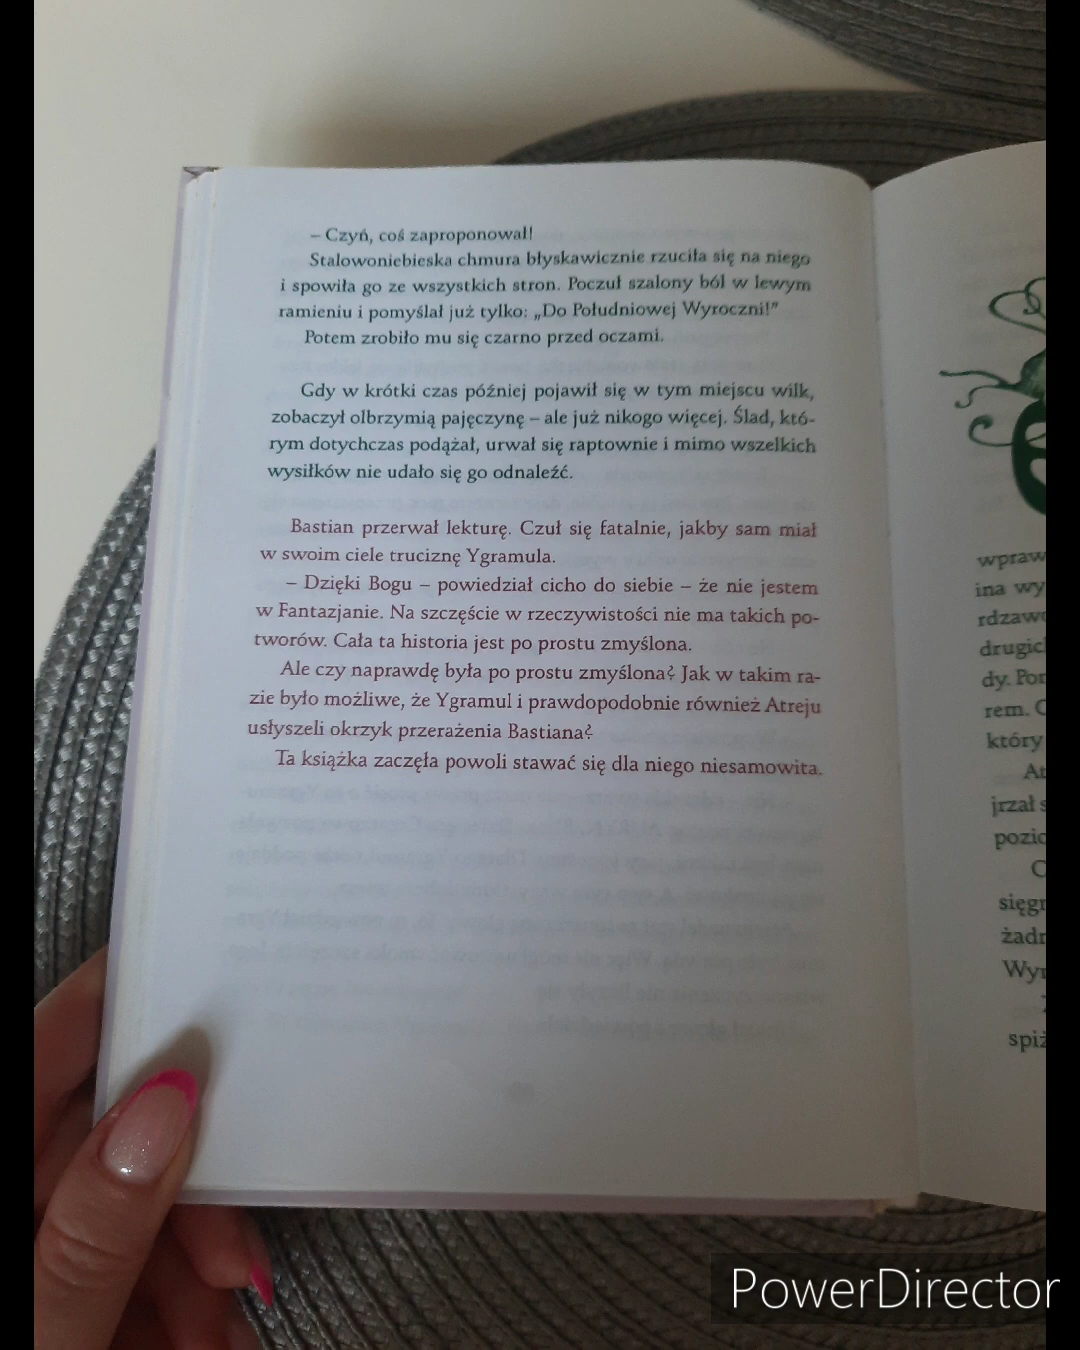 – Czyń, coś zaproponował!
Stalowoniebieska chmura błyskawicznie rzuciła się na niego
i spowiła go ze wszystkich stron. Poczuł szalony ból w lewym
ramieniu i pomyślał już tylko: „Do Południowej Wyroczni!”
Potem zrobiło mu się czarno przed oczami.
Gdy w krótki czas później pojawił się w tym miejscu wilk,
zobaczył olbrzymią pajęczynę – ale już nikogo więcej. Ślad, któ-
rym dotychczas podążał, urwał się raptownie i mimo wszelkich
wysiłków nie udało się go odnaleźć.
Bastian przerwał lekturę. Czuł się fatalnie, jakby sam miał
w swoim ciele truciznę Ygramula.
– Dzięki Bogu – powiedział cicho do siebie – że nie jestem
w Fantazjanie. Na szczęście w rzeczywistości nie ma takich po-
tworów. Cała ta historia jest po prostu zmyślona.
Ale czy naprawdę była po prostu zmyślona? Jak w takim ra-
zie było możliwe, że Ygramul i prawdopodobnie również Atreju
usłyszeli okrzyk przerażenia Bastiana?
Ta książka zaczęła powoli stawać się dla niego niesamowita.
wpraw
ina wy
rdzaw
drugic
dy. Por
rem.
który
At
jrzał s
pozio
sięgn
żadn
Wyr
spiż
PowerDirector